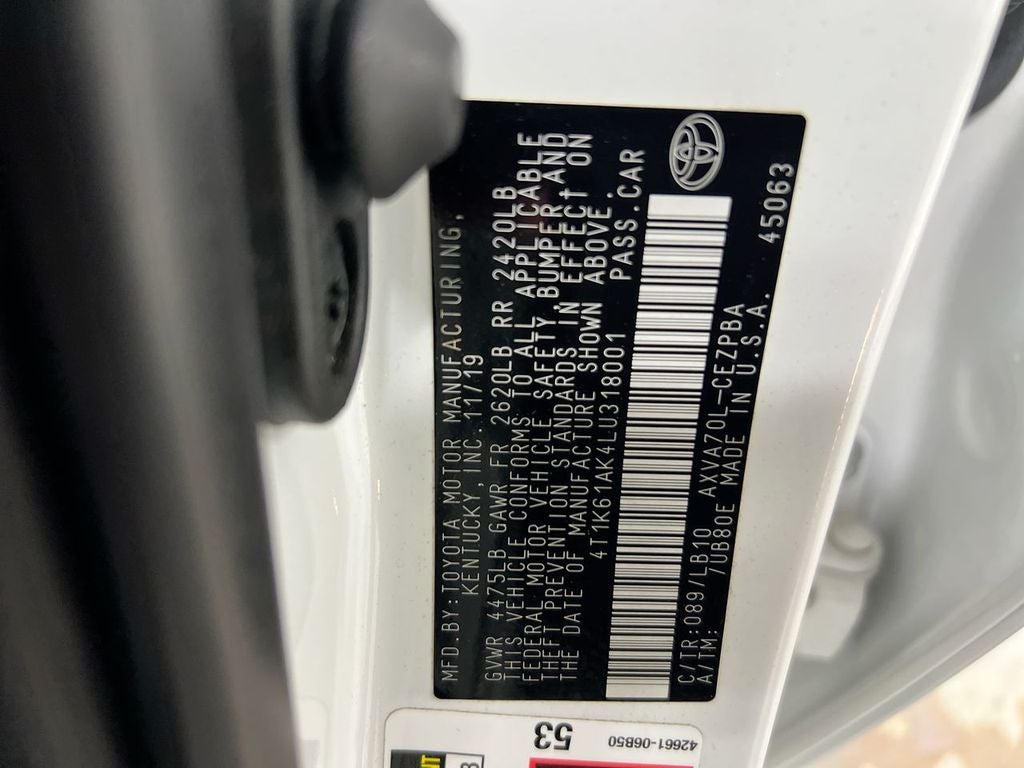 MFD.BY:TOYOTA MOTOR MANUFACTURING,
KENTUCKY,INC. 11/19
GVWR 4475LB GAWR FR 2620LB RR 2420LB
THIS VEHICLE CONFORMS TO ALL APPLICABLE
FEDERAL MOTOR VEHICLE SAFETY, BUMPER AND
THEFT PREVENTION STANDARDS IN EFFECT ON
THE DATE OF MANUFACTURE SHOWN ABOVE.
4T1K61AK4LU318001 PASS.CAR
C/TR:089/LB10 AXVA70L-CEZPBA
A/TM: /UB80E MADE IN U.S.A. 45063
53
42661-06B50